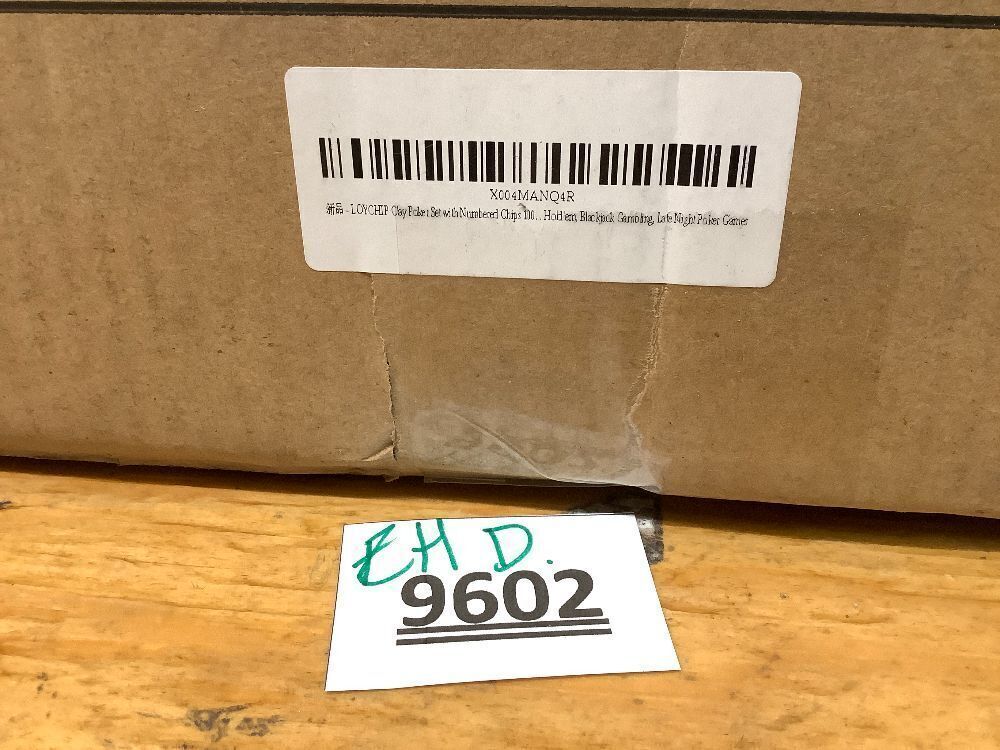 X004MANQ4R
新品 - LOYCHIP Clay Poker Set with Numbered Chips 100... Hold'em, Blackjack Gambling, Late Night Poker Games
EH D.
9602